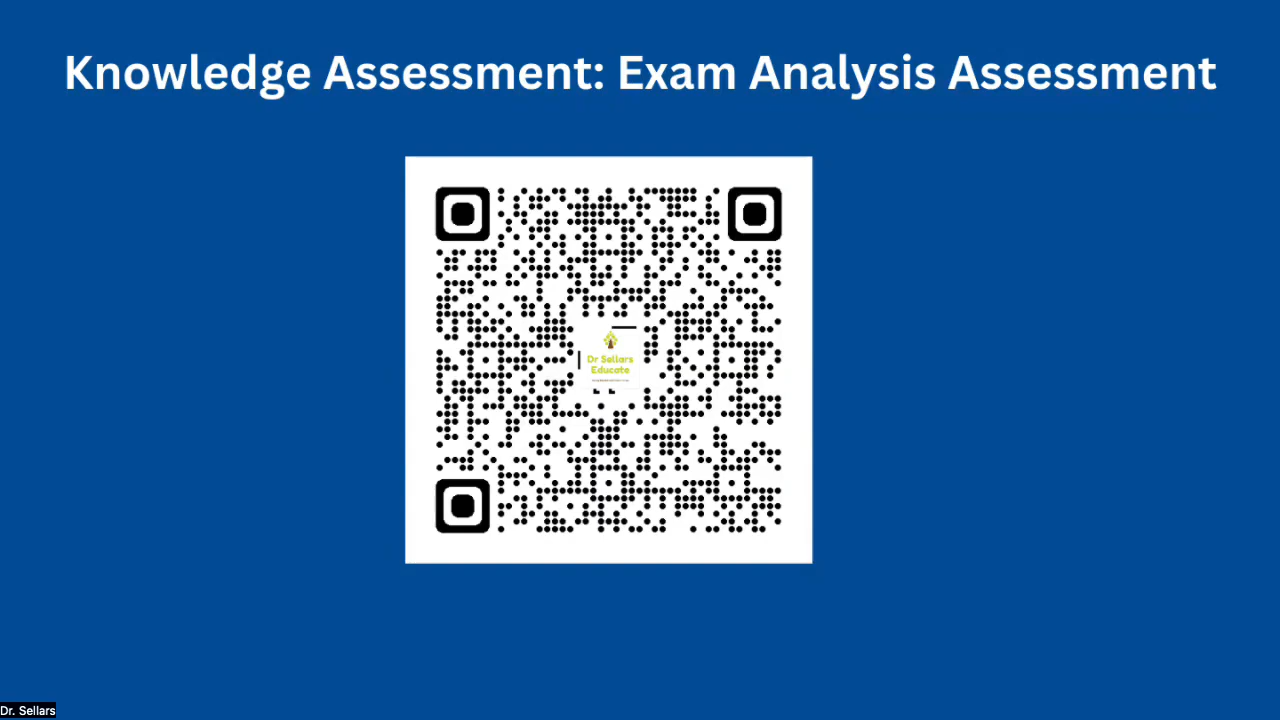 Knowledge Assessment: Exam Analysis Assessment
Dr Sellars
Educate
Dr. Sellars